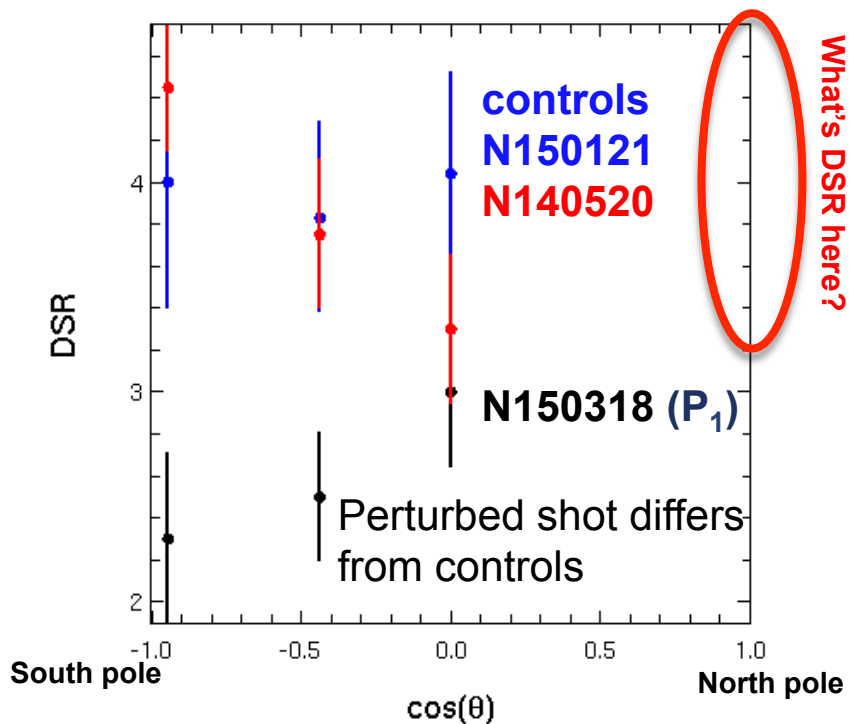 controls
N150121
N140520
What's DSR here?
4
3
2
DSR
N150318 (P₁)
Perturbed shot differs
from controls
-1.0
-0.5
0.0
0.5
1.0
South pole
North pole
cos(θ)